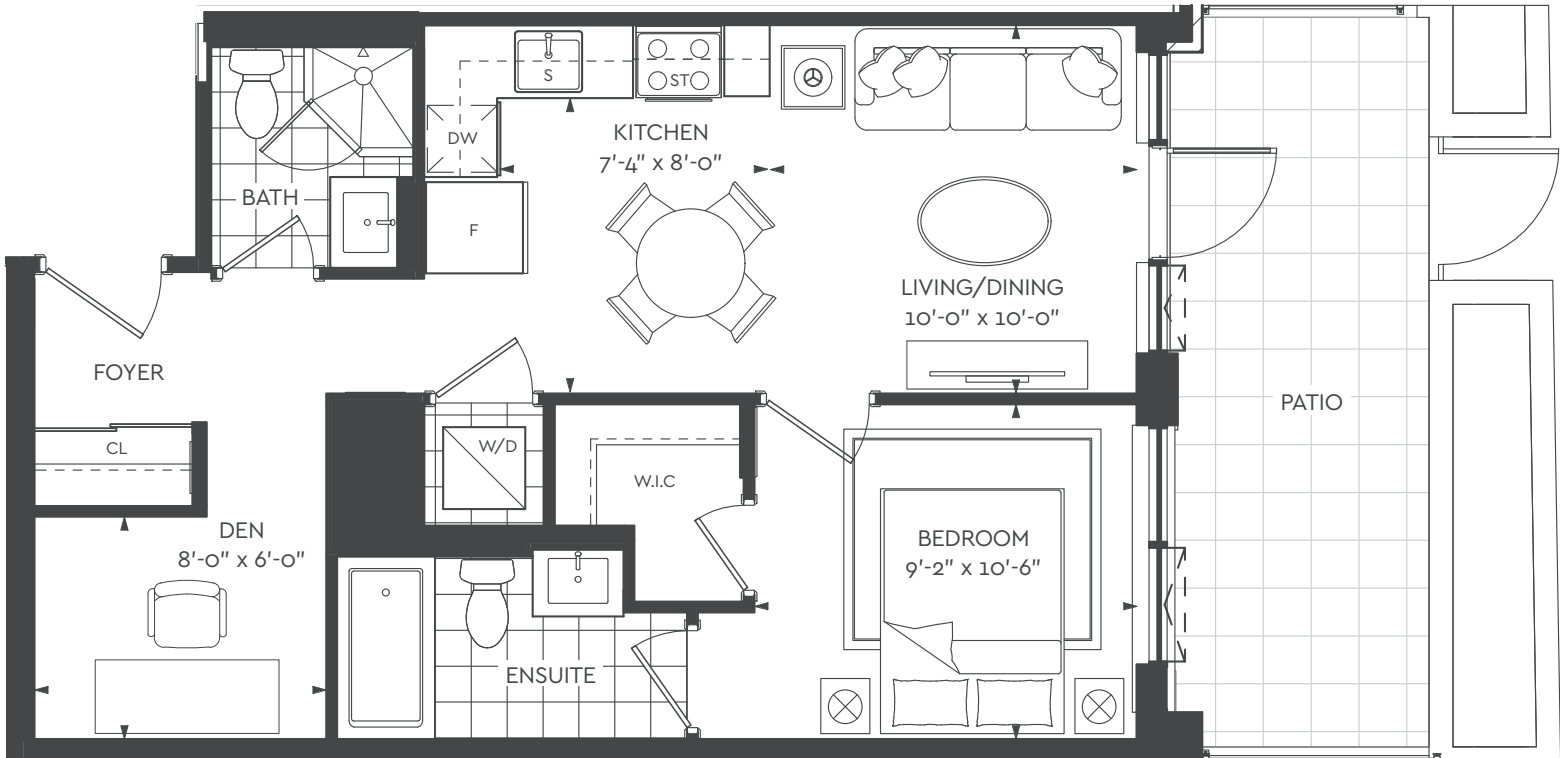 S
ST
DW
KITCHEN
7'-4" x 8'-0"
BATH
F
LIVING/DINING
10'-0" x 10'-0"
FOYER
PATIO
CL
W/D
W.I.C
DEN
8'-0" x 6'-0"
BEDROOM
9'-2" x 10'-6"
ENSUITE